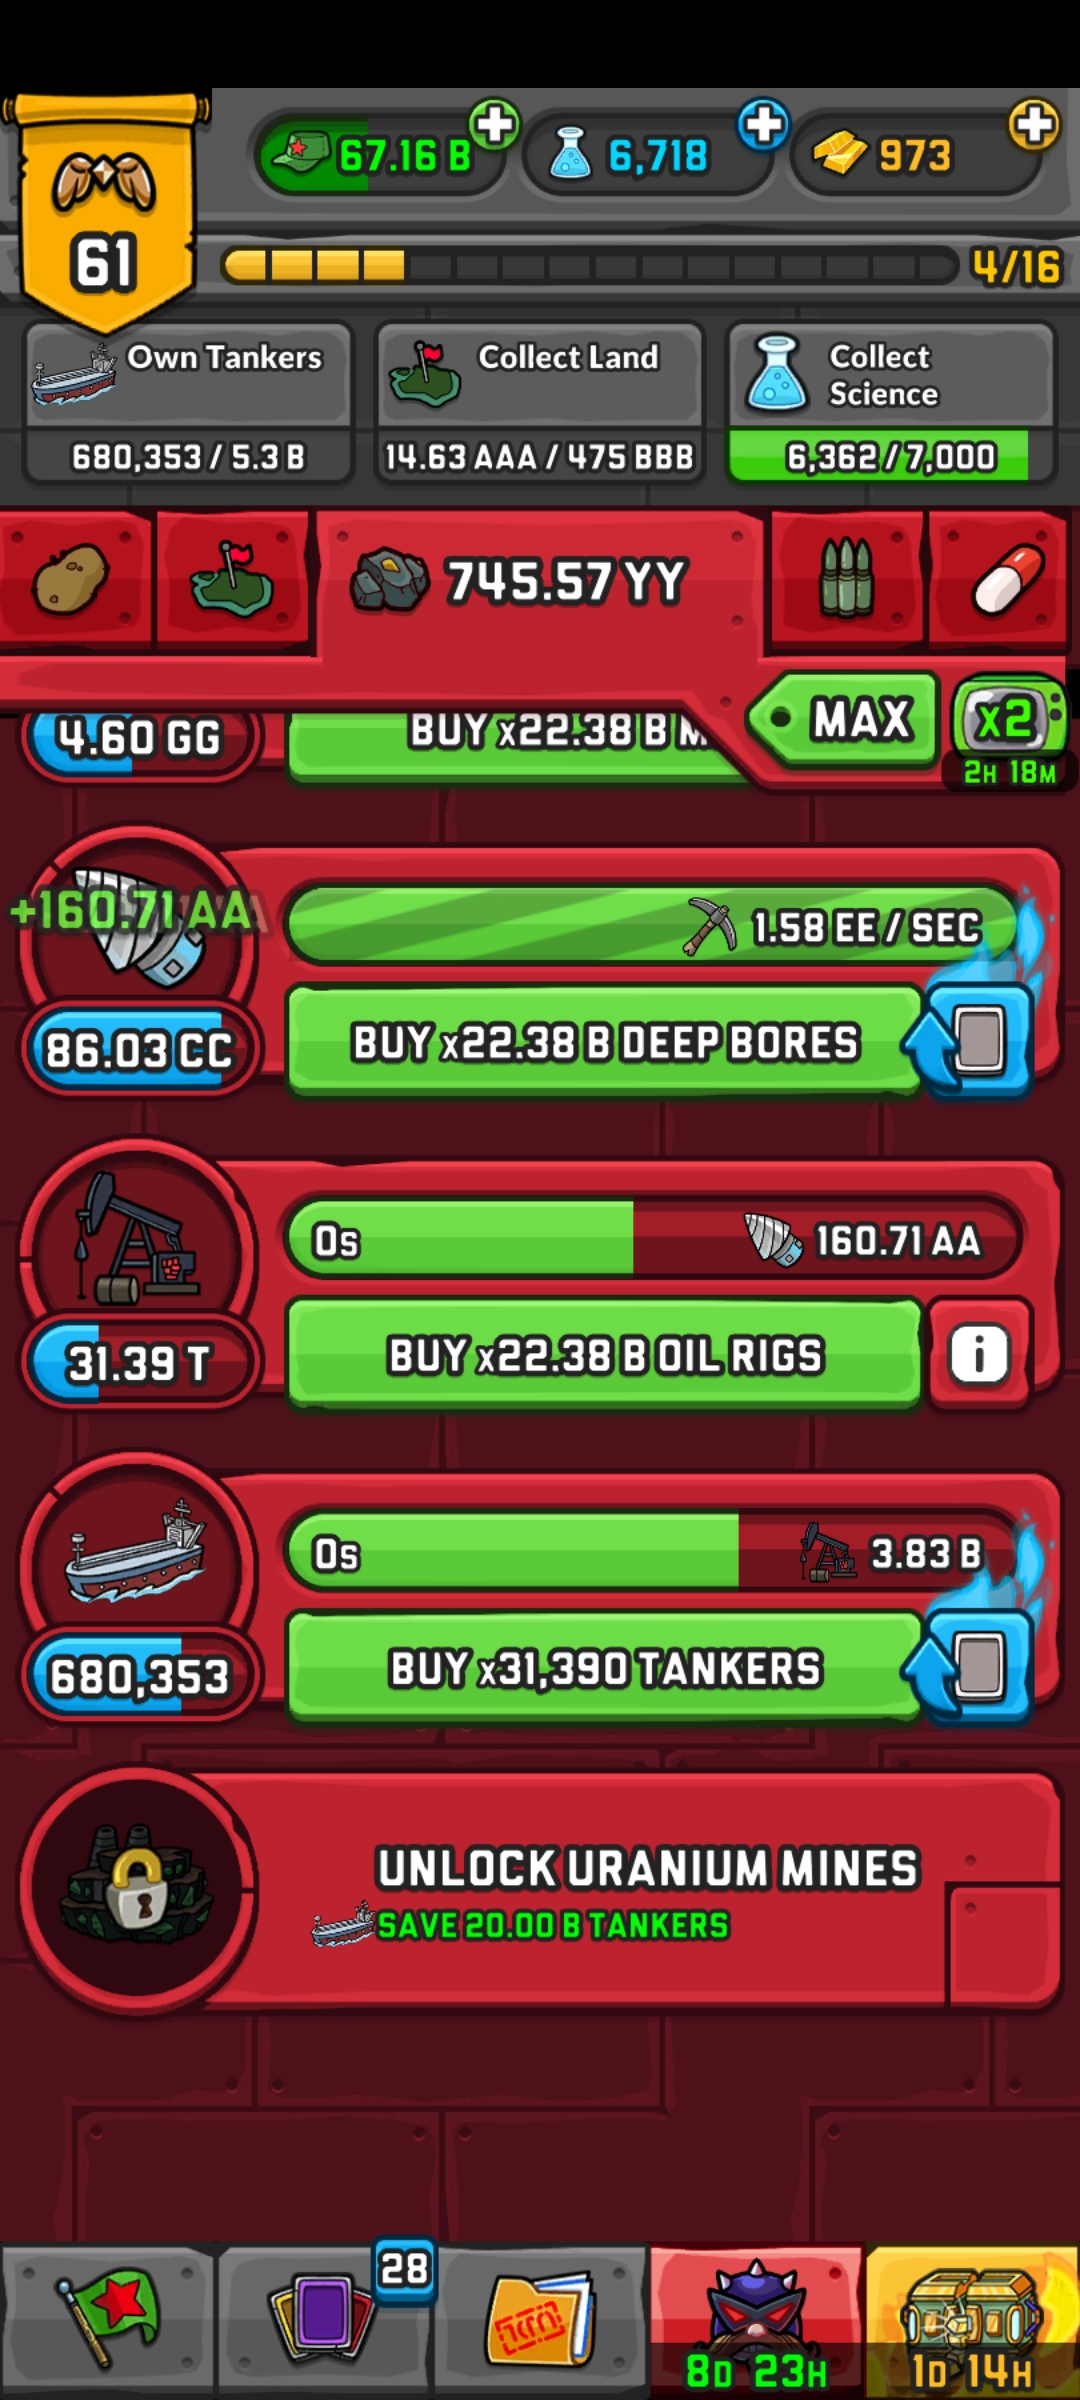 67.16 B
6,718
973
61
4/16
Own Tankers
680,353 / 5.3 B
Collect Land
14.63 AAA / 475 BBB
Collect
Science
6,362 / 7,000
745.57 YY
MAX
x2
2H 18M
4.60 GG
BUY x22.38 B M
+160.71 AA
1.58 EE / SEC
86.03 CC
BUY x22.38 B DEEP BORES
0s
160.71 AA
31.39 T
BUY x22.38 B OIL RIGS
i
0s
3.83 B
680,353
BUY x31,390 TANKERS
UNLOCK URANIUM MINES
SAVE 20.00 B TANKERS
28
8D 23H
1D 14H